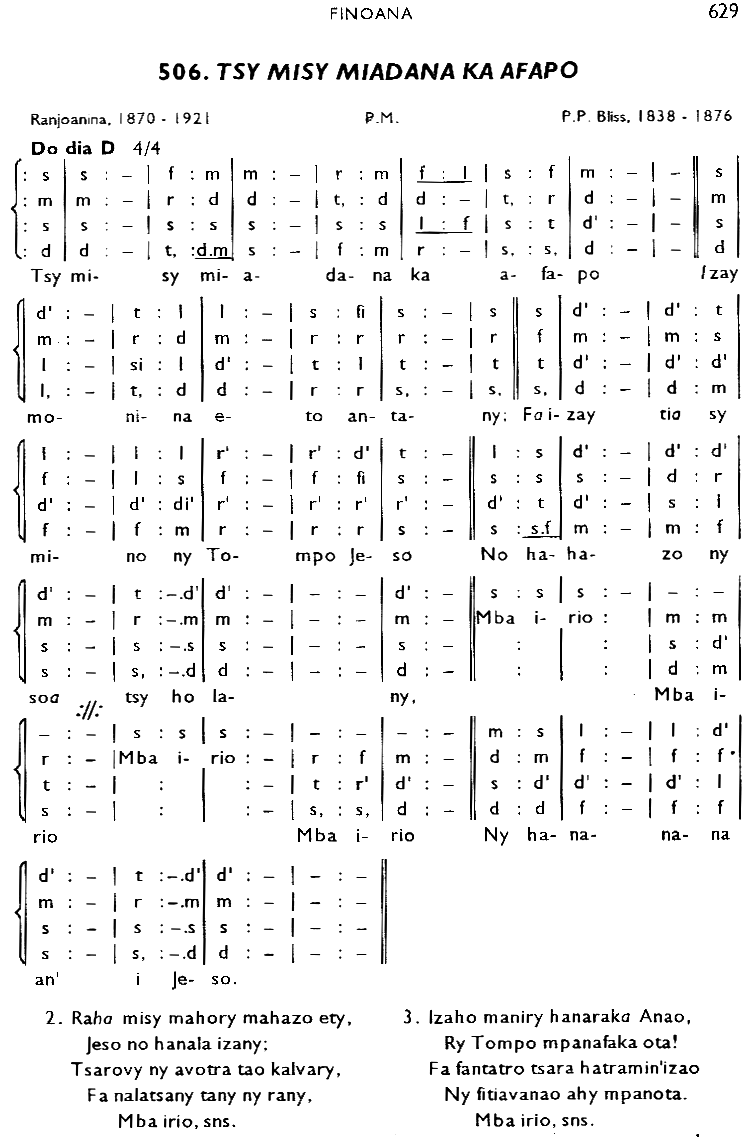 FINOANA 629
506. TSY MISY MIADANA KA AFAPO
Ranjoanina, 1870 - 1921 P.M. P.P. Bliss, 1838 - 1876
Do dia D 4/4
: s | s : – | f : m | m : – | r : m | f : l | s : f | m : – | – || s
: m | m : – | r : d | d : – | t, : d | d : – | t, : r | d : – | – || m
: s | s : – | s : s | s : – | s : s | l : f | s : t | d' : – | – || s
: d | d : – | t, :d.m | s : – | f : m | r : – | s, : s, | d : – | – || d
Tsy mi- sy mi- a- da- na ka a- fa- po Izay
d' : – | t : l | l : – | s : fi | s : – | s || s | d' : – | d' : t
m : – | r : d | m : – | r : r | r : – | r || f | m : – | m : s
l : – | si : l | d' : – | t : l | t : – | t || t | d' : – | d' : d'
l, : – | t, : d | d : – | r : r | s, : – | s, || s, | d : – | d : m
mo- ni- na e- to an- ta- ny; Fa i- zay tia sy
l : – | l : l | r' : – | r' : d' | t : – || l : s | d' : – | d' : d'
f : – | l : s | f : – | f : fi | s : – || s : s | s : – | d : r
d' : – | d' : di' | r' : – | r' : r' | r' : – || d' : t | d' : – | s : l
f : – | f : m | r : – | r : r | s : – || s : s.f | m : – | m : f
mi- no ny To- mpo Je- so No ha- ha- zo ny
d' : – | t :–.d' | d' : – | – : – | d' : – || s : s | s : – | – : –
m : – | r :–.m | m : – | – : – | m : – || Mba i- rio : | m : m
s : – | s :–.s | s : – | – : – | s : – || : | : | s : d'
s : – | s, :–.d | d : – | – : – | d : – || : | : | d : m
soa tsy ho la- ny, Mba i-
://:
– : – | s : s | s : – | – : – | – : – || m : s | l : – | l : d'
r : – | Mba i- rio : – | r : f | m : – || d : m | f : – | f : f
t : – | : | : – | t : r' | d' : – || s : d' | d' : – | d' : l
s : – | : | : – | s, : s, | d : – || d : d | f : – | f : f
rio Mba i- rio Ny ha- na- na- na
d' : – | t :–.d' | d' : – | – : – ||
m : – | r :–.m | m : – | – : – ||
s : – | s :–.s | s : – | – : – ||
s : – | s, :–.d | d : – | – : – ||
an' i Je- so.
2. Raha misy mahory mahazo ety,
Jeso no hanala izany;
Tsarovy ny avotra tao kalvary,
Fa nalatsany tany ny rany,
Mba irio, sns.
3. Izaho maniry hanaraka Anao,
Ry Tompo mpanafaka ota!
Fa fantatro tsara hatramin'izao
Ny fitiavanao ahy mpanota.
Mba irio, sns.